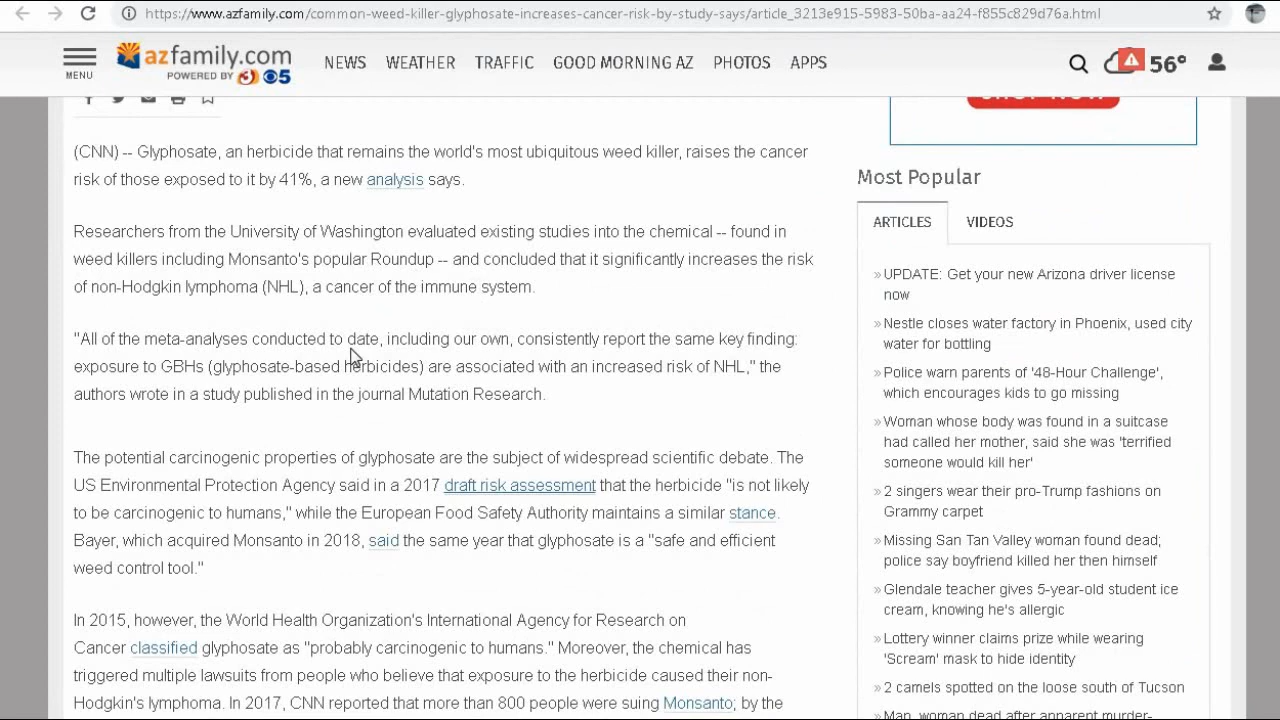 https://www.azfamily.com/common-weed-killer-glyphosate-increases-cancer-risk-by-study-says/article_3213e915-5983-50ba-aa24-f855c829d76a.html
MENU
azfamily.com
POWERED BY 3 5
NEWS WEATHER TRAFFIC GOOD MORNING AZ PHOTOS APPS
56°
SHOP NOW
(CNN) -- Glyphosate, an herbicide that remains the world's most ubiquitous weed killer, raises the cancer
risk of those exposed to it by 41%, a new analysis says.
Researchers from the University of Washington evaluated existing studies into the chemical -- found in
weed killers including Monsanto's popular Roundup -- and concluded that it significantly increases the risk
of non-Hodgkin lymphoma (NHL), a cancer of the immune system.
"All of the meta-analyses conducted to date, including our own, consistently report the same key finding:
exposure to GBHs (glyphosate-based herbicides) are associated with an increased risk of NHL," the
authors wrote in a study published in the journal Mutation Research.
The potential carcinogenic properties of glyphosate are the subject of widespread scientific debate. The
US Environmental Protection Agency said in a 2017 draft risk assessment that the herbicide "is not likely
to be carcinogenic to humans," while the European Food Safety Authority maintains a similar stance.
Bayer, which acquired Monsanto in 2018, said the same year that glyphosate is a "safe and efficient
weed control tool."
In 2015, however, the World Health Organization's International Agency for Research on
Cancer classified glyphosate as "probably carcinogenic to humans." Moreover, the chemical has
triggered multiple lawsuits from people who believe that exposure to the herbicide caused their non-
Hodgkin's lymphoma. In 2017, CNN reported that more than 800 people were suing Monsanto; by the
Most Popular
ARTICLES VIDEOS
» UPDATE: Get your new Arizona driver license
now
» Nestle closes water factory in Phoenix, used city
water for bottling
» Police warn parents of '48-Hour Challenge',
which encourages kids to go missing
» Woman whose body was found in a suitcase
had called her mother, said she was 'terrified
someone would kill her'
» 2 singers wear their pro-Trump fashions on
Grammy carpet
» Missing San Tan Valley woman found dead;
police say boyfriend killed her then himself
» Glendale teacher gives 5-year-old student ice
cream, knowing he's allergic
» Lottery winner claims prize while wearing
'Scream' mask to hide identity
» 2 camels spotted on the loose south of Tucson
» Man, woman dead after apparent murder-